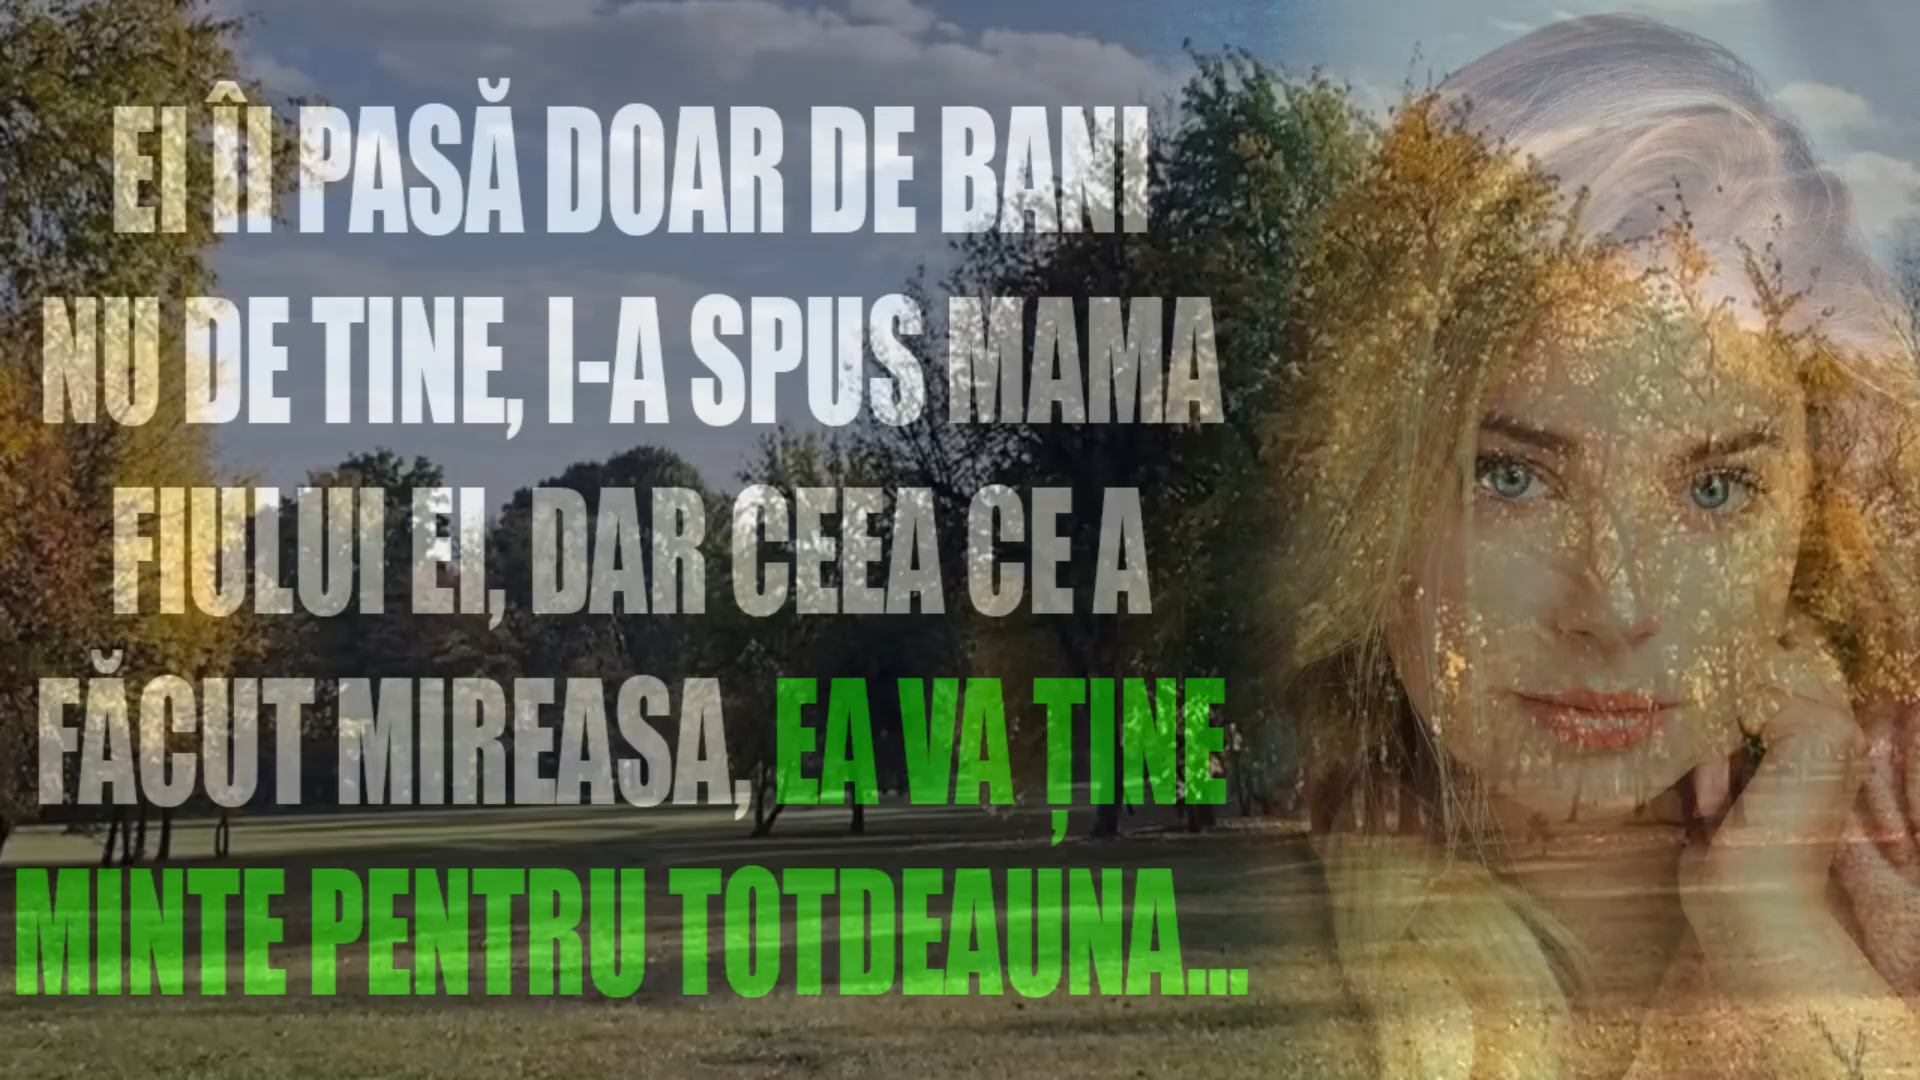 EI ÎI PASĂ DOAR DE BANI
NU DE TINE, I-A SPUS MAMA
FIULUI EI, DAR CEEA CE A
FĂCUT MIREASA, EA VA ȚINE
MINTE PENTRU TOTDEAUNA...